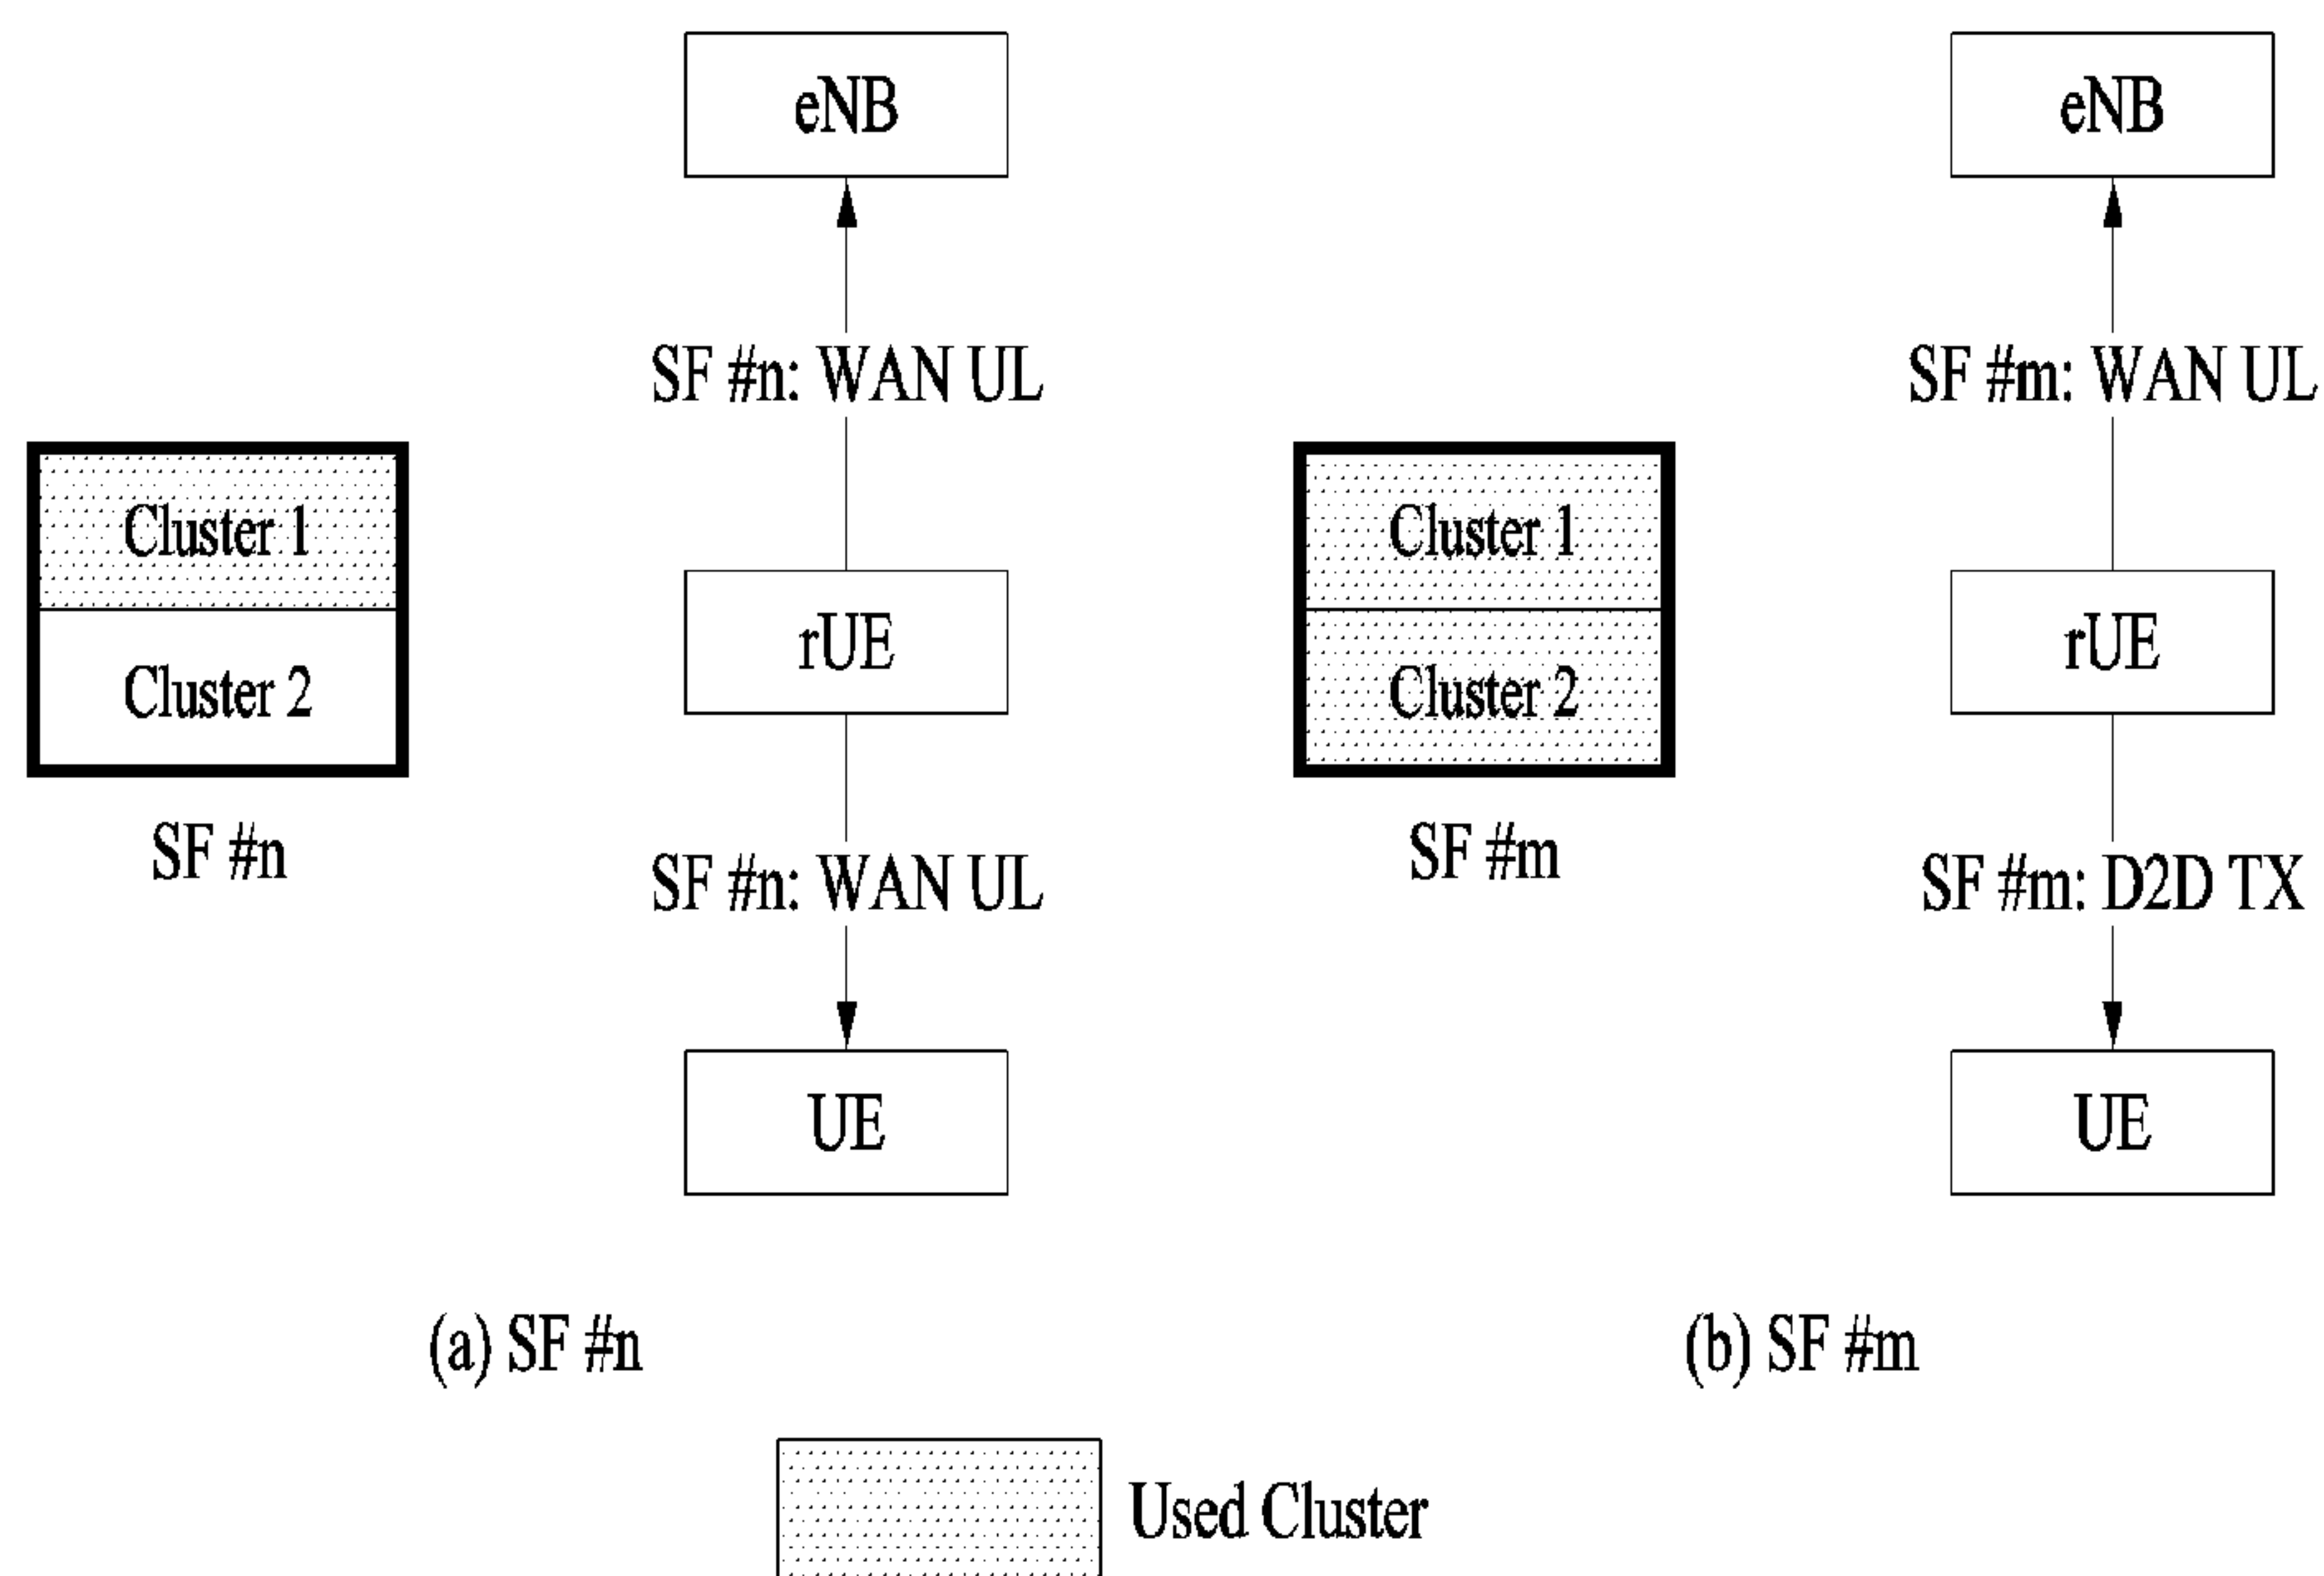 eNB
SF #n: WAN UL
Cluster 1
Cluster 2
SF #n
rUE
SF #n: WAN UL
UE
(a) SF #n
eNB
SF #m: WAN UL
Cluster 1
Cluster 2
SF #m
rUE
SF #m: D2D TX
UE
(b) SF #m
Used Cluster